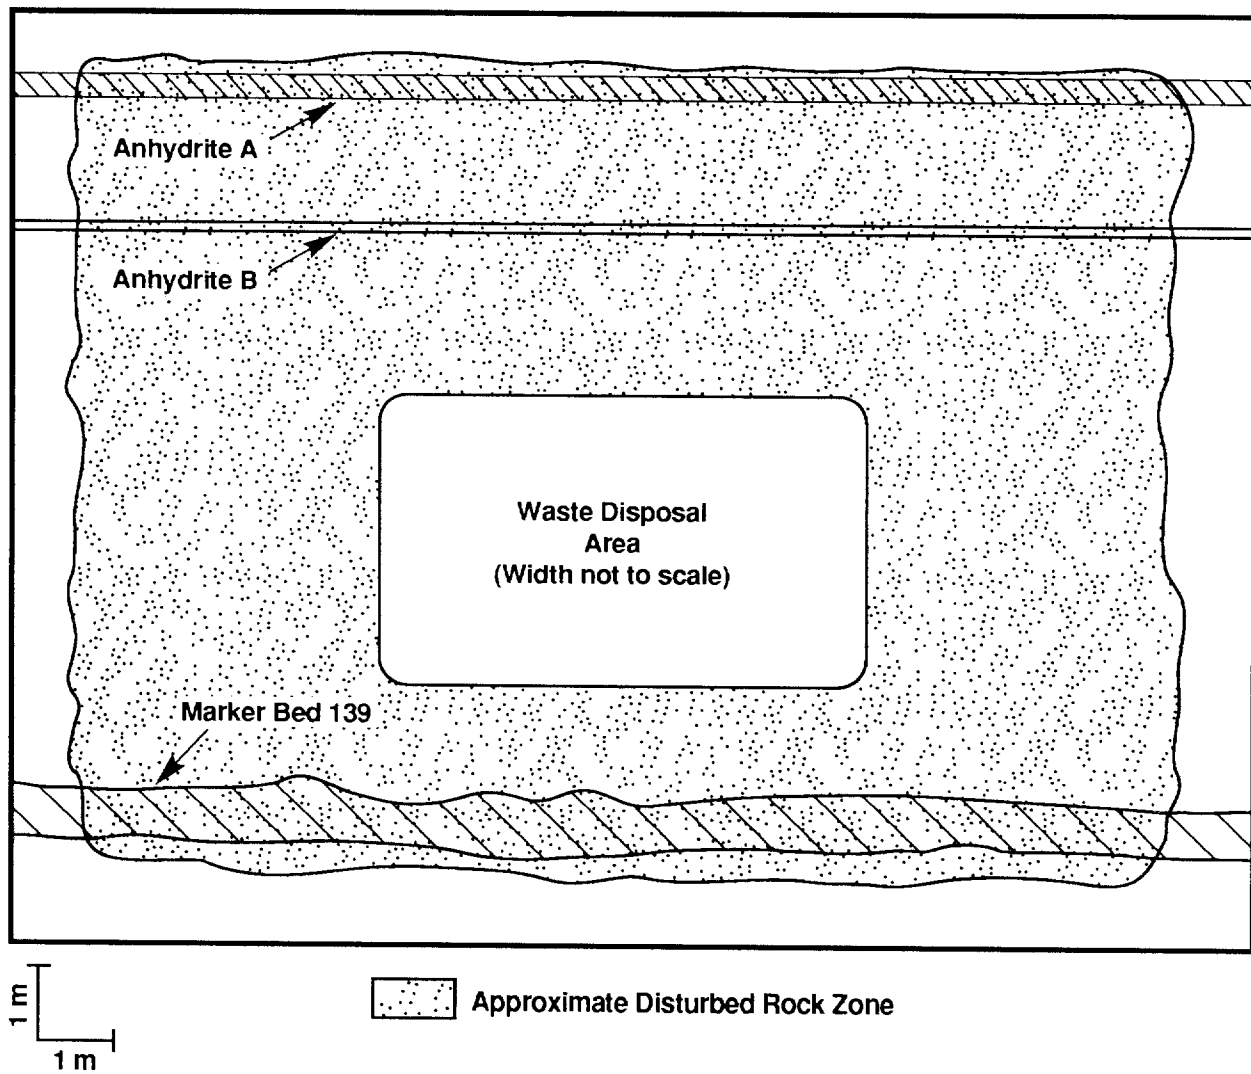 Anhydrite A
Anhydrite B
Waste Disposal
Area
(Width not to scale)
Marker Bed 139
1 m
1 m
Approximate Disturbed Rock Zone